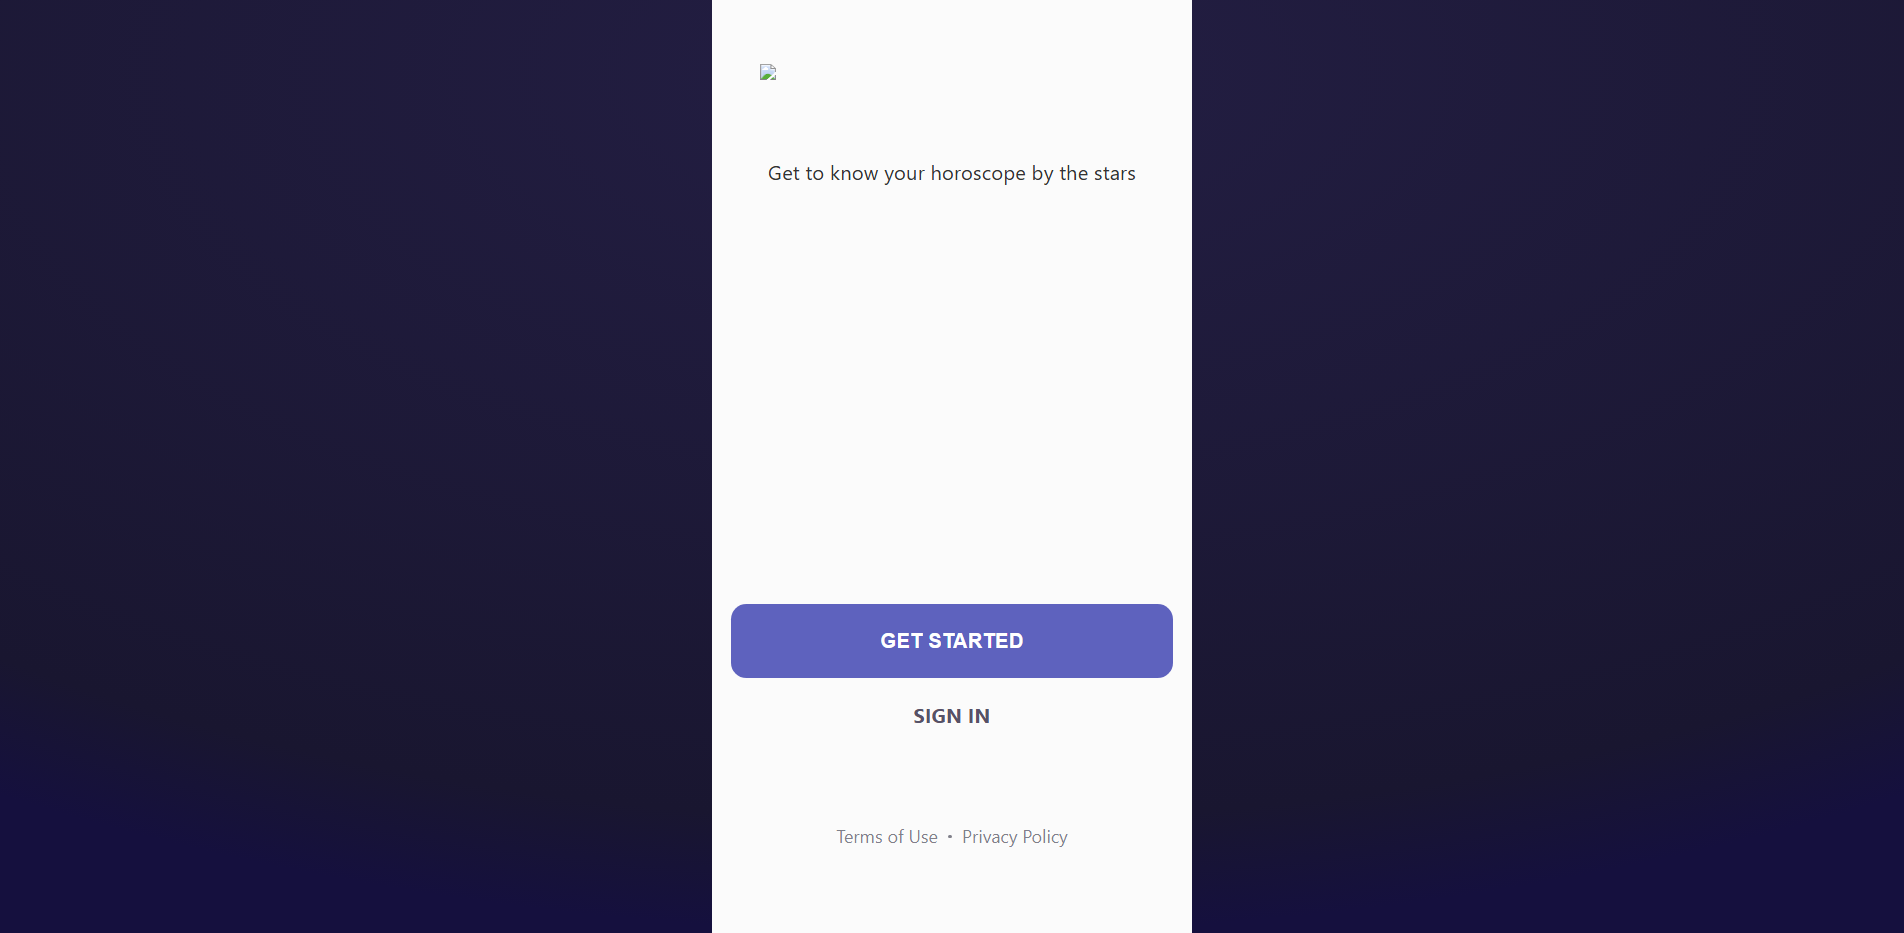 Get to know your horoscope by the stars
GET STARTED
SIGN IN
Terms of Use • Privacy Policy